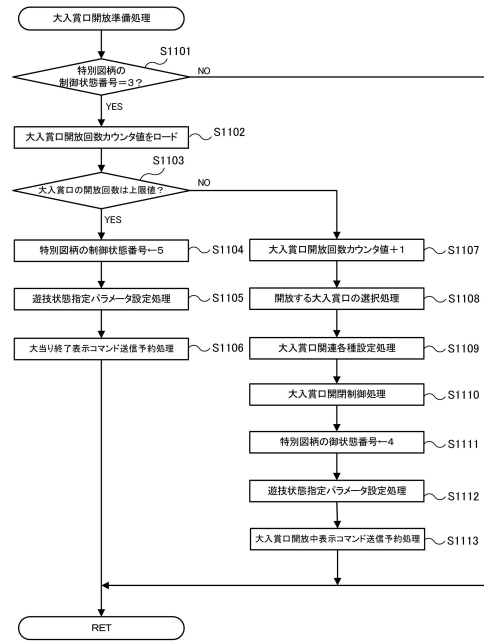 大入賞口開放準備処理
S1101
特別図柄の
制御状態番号＝3？
NO
YES
大入賞口開放回数カウンタ値をロード
S1102
S1103
大入賞口の開放回数は上限値？
NO
YES
特別図柄の制御状態番号←5
S1104
遊技状態指定パラメータ設定処理
S1105
大当り終了表示コマンド送信予約処理
S1106
大入賞口開放回数カウンタ値＋1
S1107
開放する大入賞口の選択処理
S1108
大入賞口関連各種設定処理
S1109
大入賞口開閉制御処理
S1110
特別図柄の御状態番号←4
S1111
遊技状態指定パラメータ設定処理
S1112
大入賞口開放中表示コマンド送信予約処理
S1113
RET